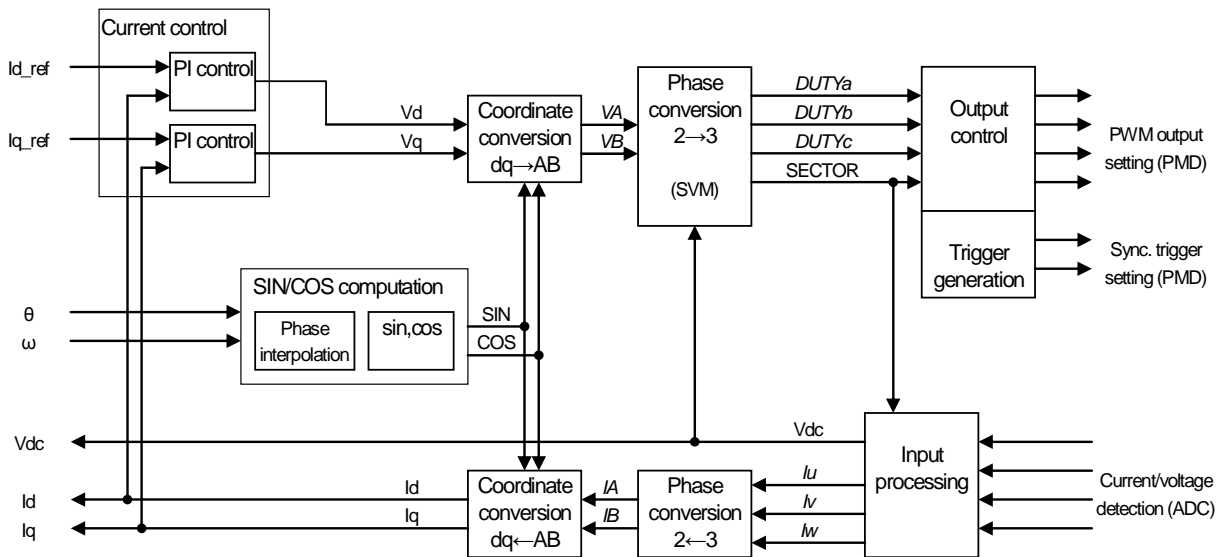 Current control
Id_ref
PI control
Iq_ref
PI control
Vd
Vq
Coordinate
conversion
dq→AB
VA
VB
Phase
conversion
2→3
(SVM)
DUTYa
DUTYb
DUTYc
SECTOR
Output
control
PWM output
setting (PMD)
Trigger
generation
Sync. trigger
setting (PMD)
θ
ω
SIN/COS computation
Phase
interpolation
sin,cos
SIN
COS
Vdc
Vdc
Id
Iq
Id
Iq
Coordinate
conversion
dq←AB
IA
IB
Phase
conversion
2←3
Iu
Iv
Iw
Input
processing
Current/voltage
detection (ADC)